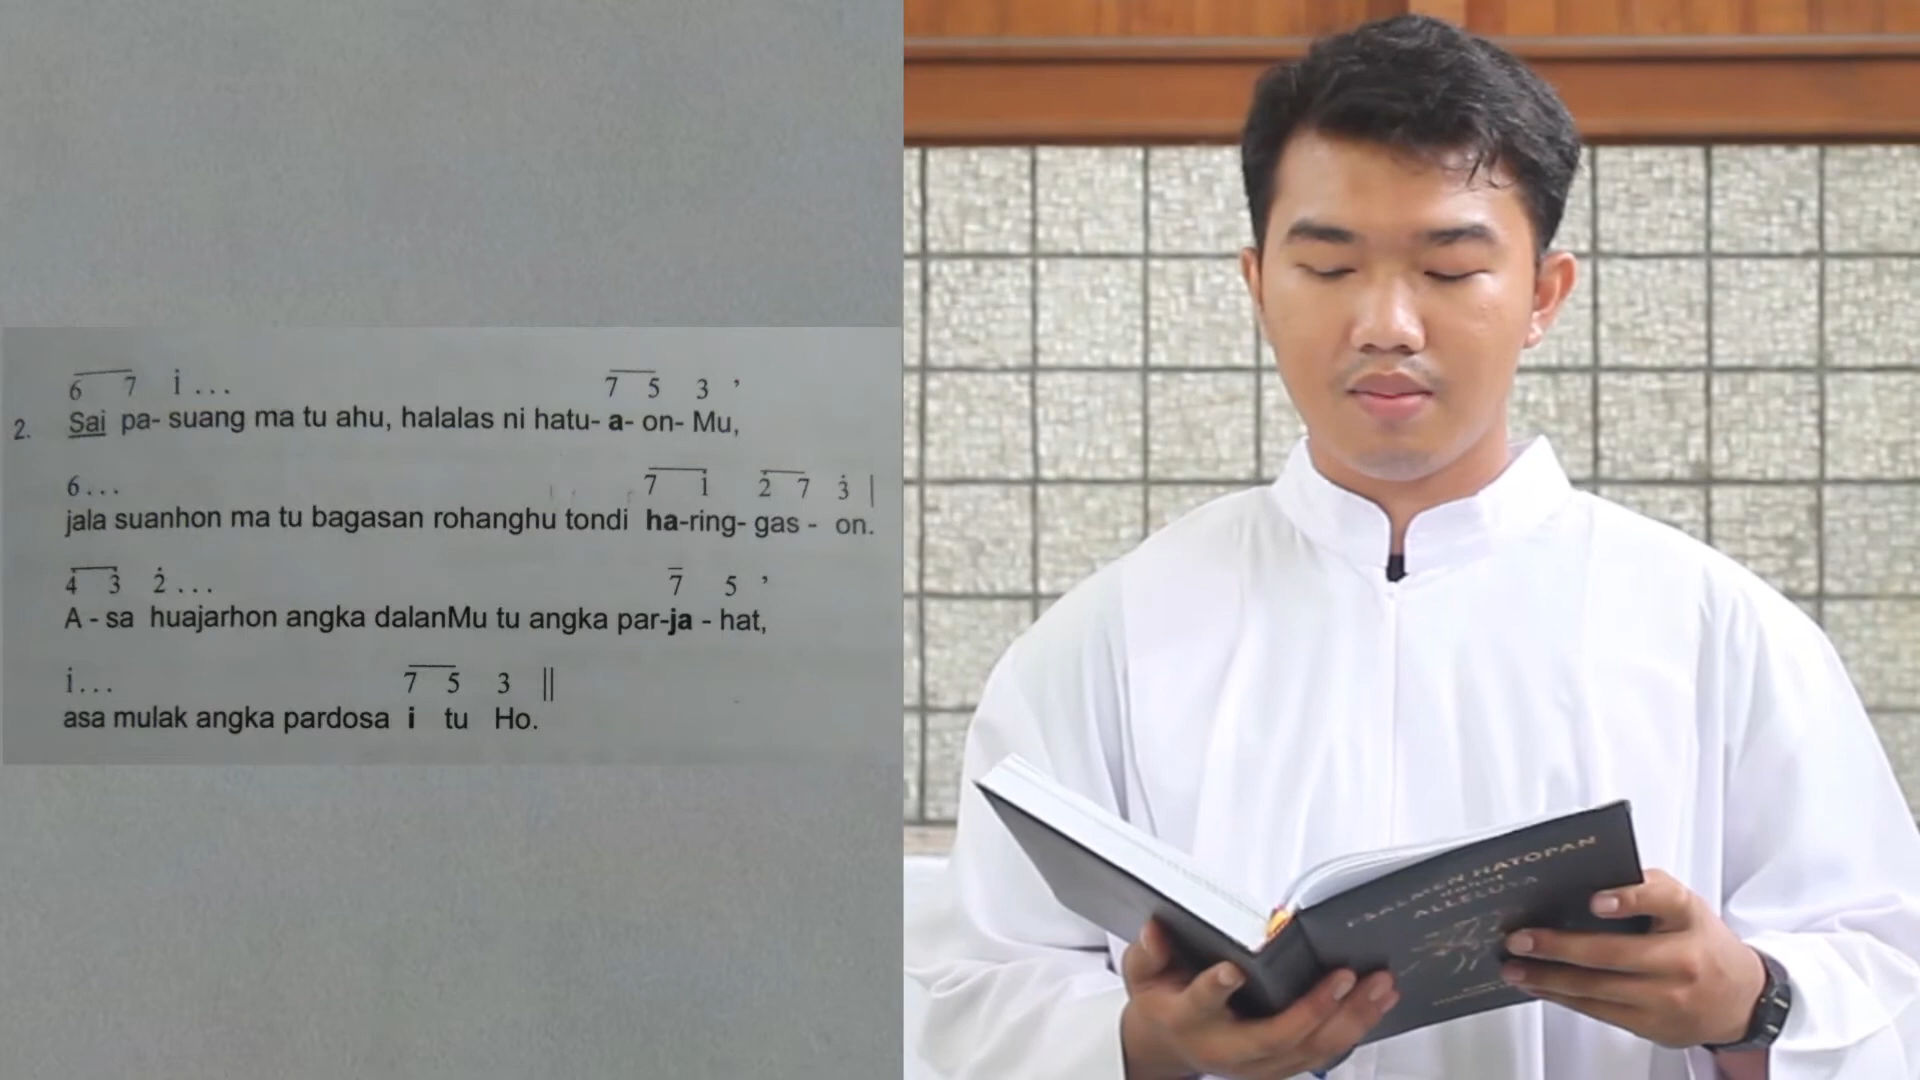 6 7 i̇ ... 7 5 3 ’
2. Sai pa- suang ma tu ahu, halalas ni hatu- a- on- Mu,
6 ... 7 i̇ 2̇ 7 3̇ |
jala suanhon ma tu bagasan rohanghu tondi ha-ring- gas - on.
4̇ 3̇ 2̇ ... 7 5 ’
A - sa huajarhon angka dalanMu tu angka par-ja - hat,
i̇ ... 7 5 3 ||
asa mulak angka pardosa i tu Ho.
PSALMEN HATOPAN
dohot
ALLELUYA